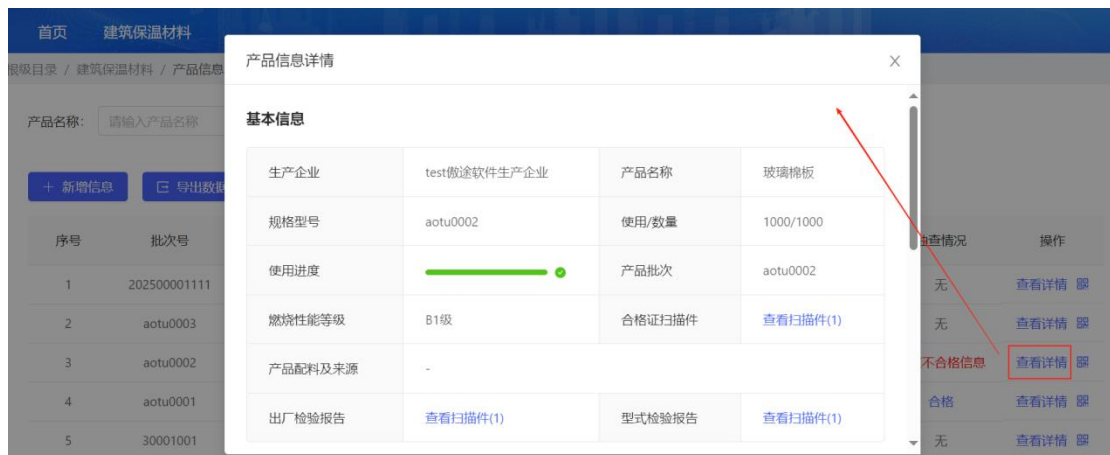 首页 建筑保温材料
限级目录 / 建筑保温材料 / 产品信息
产品信息详情
产品名称: 请输入产品名称
基本信息
生产企业 test傲途软件生产企业 产品名称 玻璃棉板
+ 新增信息 导出数据
规格型号 aotu0002 使用/数量 1000/1000
序号 批次号 抽查情况 操作
使用进度 产品批次 aotu0002
1 202500001111 无 查看详情
燃烧性能等级 B1级 合格证扫描件 查看扫描件(1)
2 aotu0003 无 查看详情
产品配料及来源 -
3 aotu0002 不合格信息 查看详情
4 aotu0001 合格 查看详情
出厂检验报告 查看扫描件(1) 型式检验报告 查看扫描件(1)
5 30001001 无 查看详情